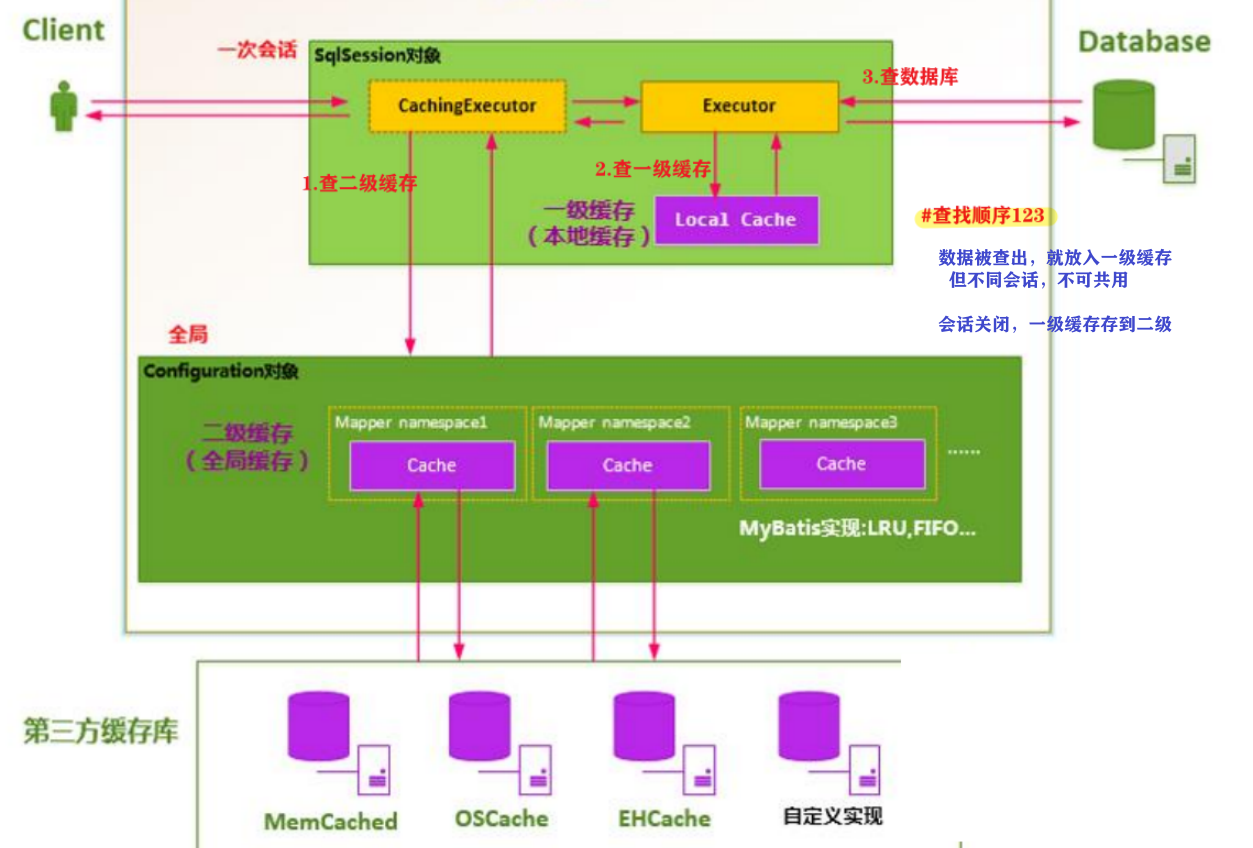 Client
一次会话
SqlSession对象
Database
3.查数据库
CachingExecutor
Executor
1.查二级缓存
2.查一级缓存
一级缓存
（本地缓存）
Local Cache
#查找顺序123
数据被查出，就放入一级缓存
但不同会话，不可共用
会话关闭，一级缓存存到二级
全局
Configuration对象
二级缓存
（全局缓存）
Mapper namespace1
Cache
Mapper namespace2
Cache
Mapper namespace3
Cache
......
MyBatis实现:LRU,FIFO...
第三方缓存库
MemCached
OSCache
EHCache
自定义实现